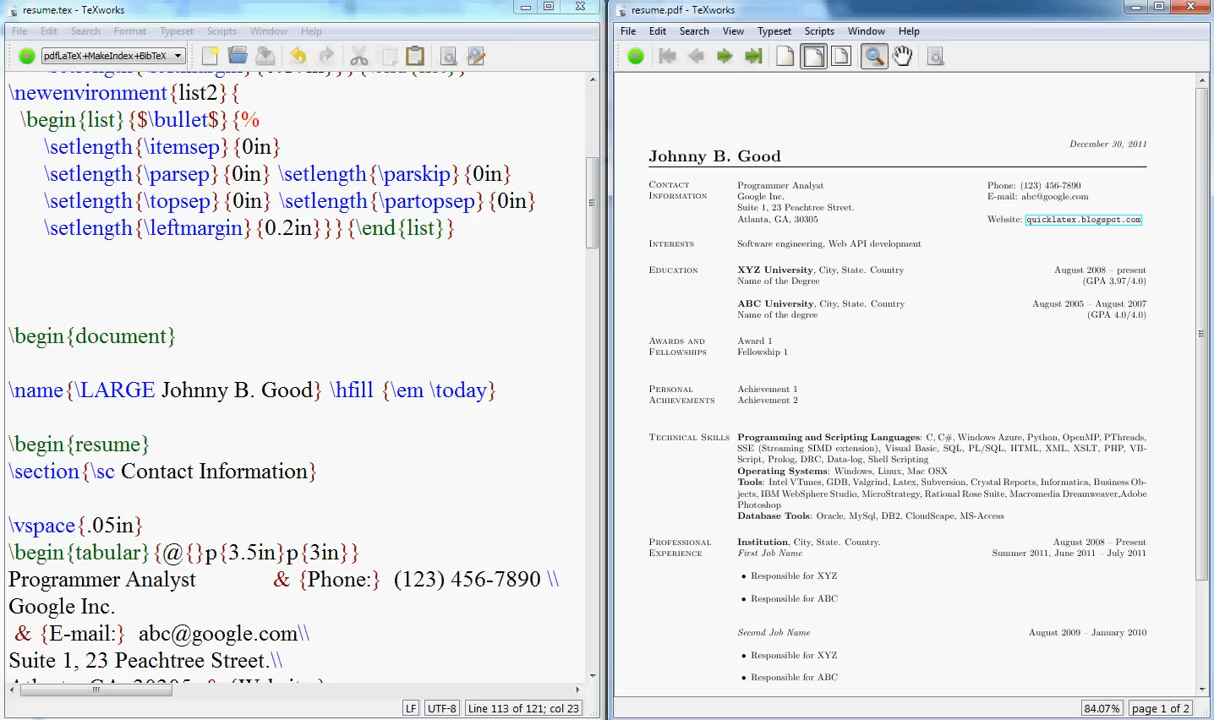 resume.tex - TeXworks
File Edit Search Format Typeset Scripts Window Help
pdfLaTeX+MakeIndex+BibTeX
\newenvironment{list2}{
\begin{list}{$\bullet$}{%
\setlength{\itemsep}{0in}
\setlength{\parsep}{0in} \setlength{\parskip}{0in}
\setlength{\topsep}{0in} \setlength{\partopsep}{0in}
\setlength{\leftmargin}{0.2in}}}{\end{list}}
\begin{document}
\name{\LARGE Johnny B. Good} \hfill {\em \today}
\begin{resume}
\section{\sc Contact Information}
\vspace{.05in}
\begin{tabular}{@{}p{3.5in}p{3in}}
Programmer Analyst & {Phone:} (123) 456-7890 \\
Google Inc.
& {E-mail:} abc@google.com\\
Suite 1, 23 Peachtree Street.\\
LF UTF-8 Line 113 of 121; col 23
resume.pdf - TeXworks
File Edit Search View Typeset Scripts Window Help
December 30, 2011
Johnny B. Good
Contact Information
Programmer Analyst Phone: (123) 456-7890
Google Inc. E-mail: abc@google.com
Suite 1, 23 Peachtree Street.
Atlanta, GA, 30305 Website: quicklatex.blogspot.com
Interests Software engineering, Web API development
Education XYZ University, City, State. Country August 2008 – present
Name of the Degree (GPA 3.97/4.0)
ABC University, City, State. Country August 2005 – August 2007
Name of the degree (GPA 4.0/4.0)
Awards and Award 1
Fellowships Fellowship 1
Personal Achievement 1
Achievements Achievement 2
Technical Skills Programming and Scripting Languages: C, C#, Windows Azure, Python, OpenMP, PThreads,
SSE (Streaming SIMD extension), Visual Basic, SQL, PL/SQL, HTML, XML, XSLT, PHP, VB-
Script, Prolog, DRC, Data-log, Shell Scripting
Operating Systems: Windows, Linux, Mac OSX
Tools: Intel VTunes, GDB, Valgrind, Latex, Subversion, Crystal Reports, Informatica, Business Ob-
jects, IBM WebSphere Studio, MicroStrategy, Rational Rose Suite, Macromedia Dreamweaver,Adobe
Photoshop
Database Tools: Oracle, MySql, DB2, CloudScape, MS-Access
Professional Institution, City, State. Country. August 2008 – Present
Experience First Job Name Summer 2011, June 2011 – July 2011
• Responsible for XYZ
• Responsible for ABC
Second Job Name August 2009 – January 2010
• Responsible for XYZ
• Responsible for ABC
84.07% page 1 of 2